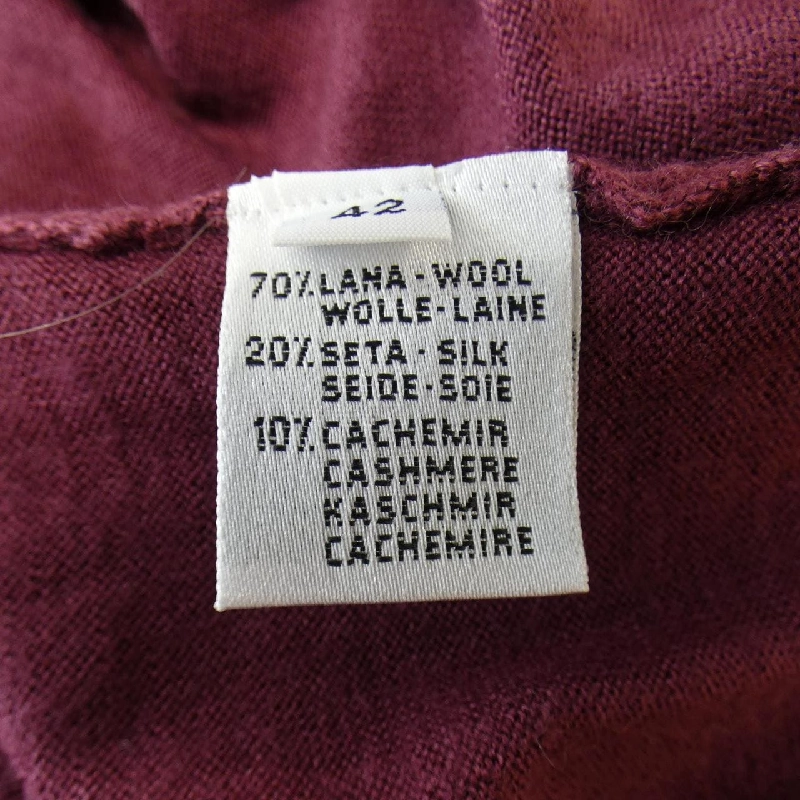 42
70% LANA - WOOL
WOLLE - LAINE
20% SETA - SILK
SEIDE - SOIE
10% CACHEMIR
CASHMERE
KASCHMIR
CACHEMIRE